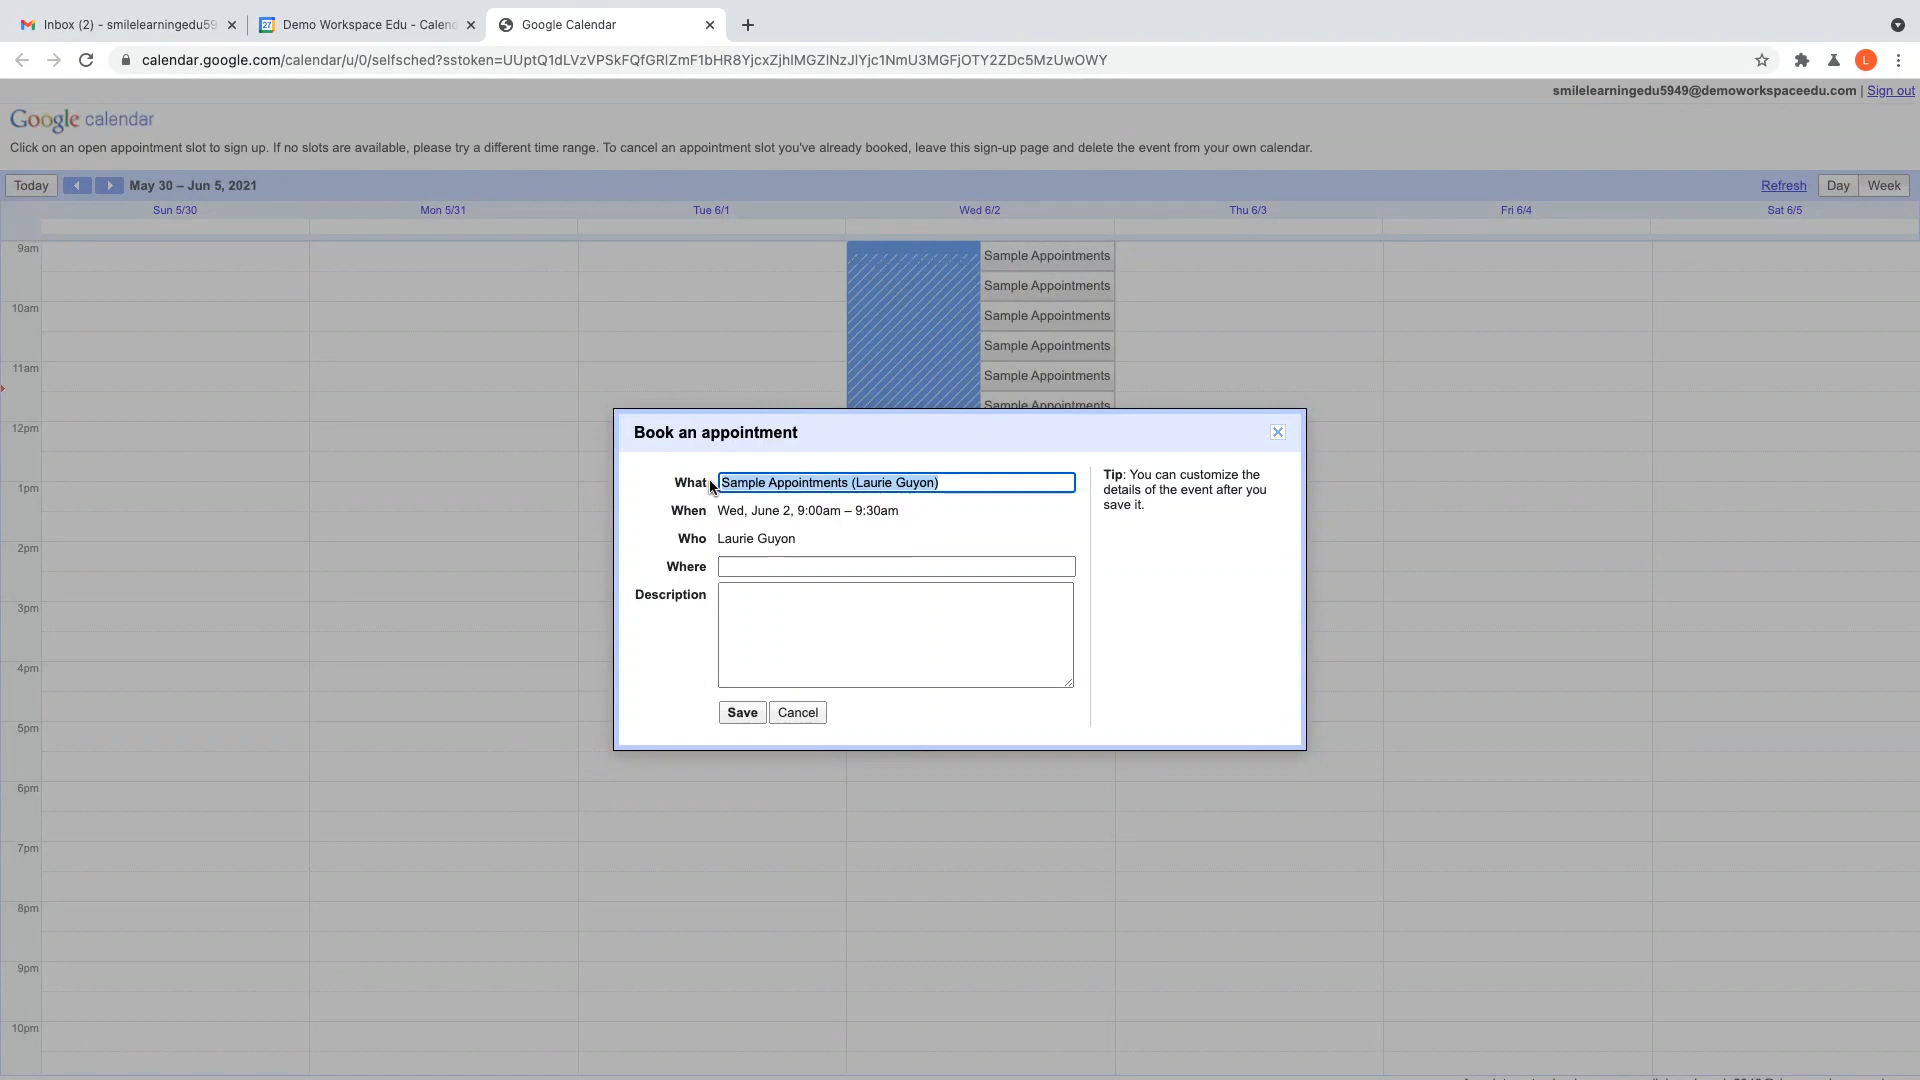 Inbox (2) - smilelearningedu59
Demo Workspace Edu - Calend
Google Calendar
calendar.google.com/calendar/u/0/selfsched?sstoken=UUptQ1dLVzVPSkFQfGRlZmF1bHR8YjcxZjhlMGZlNzJlYjc1NmU3MGFjOTY2ZDc5MzUwOWY
L
smilelearningedu5949@demoworkspaceedu.com | Sign out
Google calendar
Click on an open appointment slot to sign up. If no slots are available, please try a different time range. To cancel an appointment slot you've already booked, leave this sign-up page and delete the event from your own calendar.
Today May 30 – Jun 5, 2021 Refresh Day Week
Sun 5/30 Mon 5/31 Tue 6/1 Wed 6/2 Thu 6/3 Fri 6/4 Sat 6/5
9am Sample Appointments
Sample Appointments
10am Sample Appointments
Sample Appointments
11am Sample Appointments
Sample Appointments
12pm
Book an appointment
What Sample Appointments (Laurie Guyon)
When Wed, June 2, 9:00am – 9:30am
Who Laurie Guyon
Where
Description
Save Cancel
Tip: You can customize the
details of the event after you
save it.
1pm
2pm
3pm
4pm
5pm
6pm
7pm
8pm
9pm
10pm